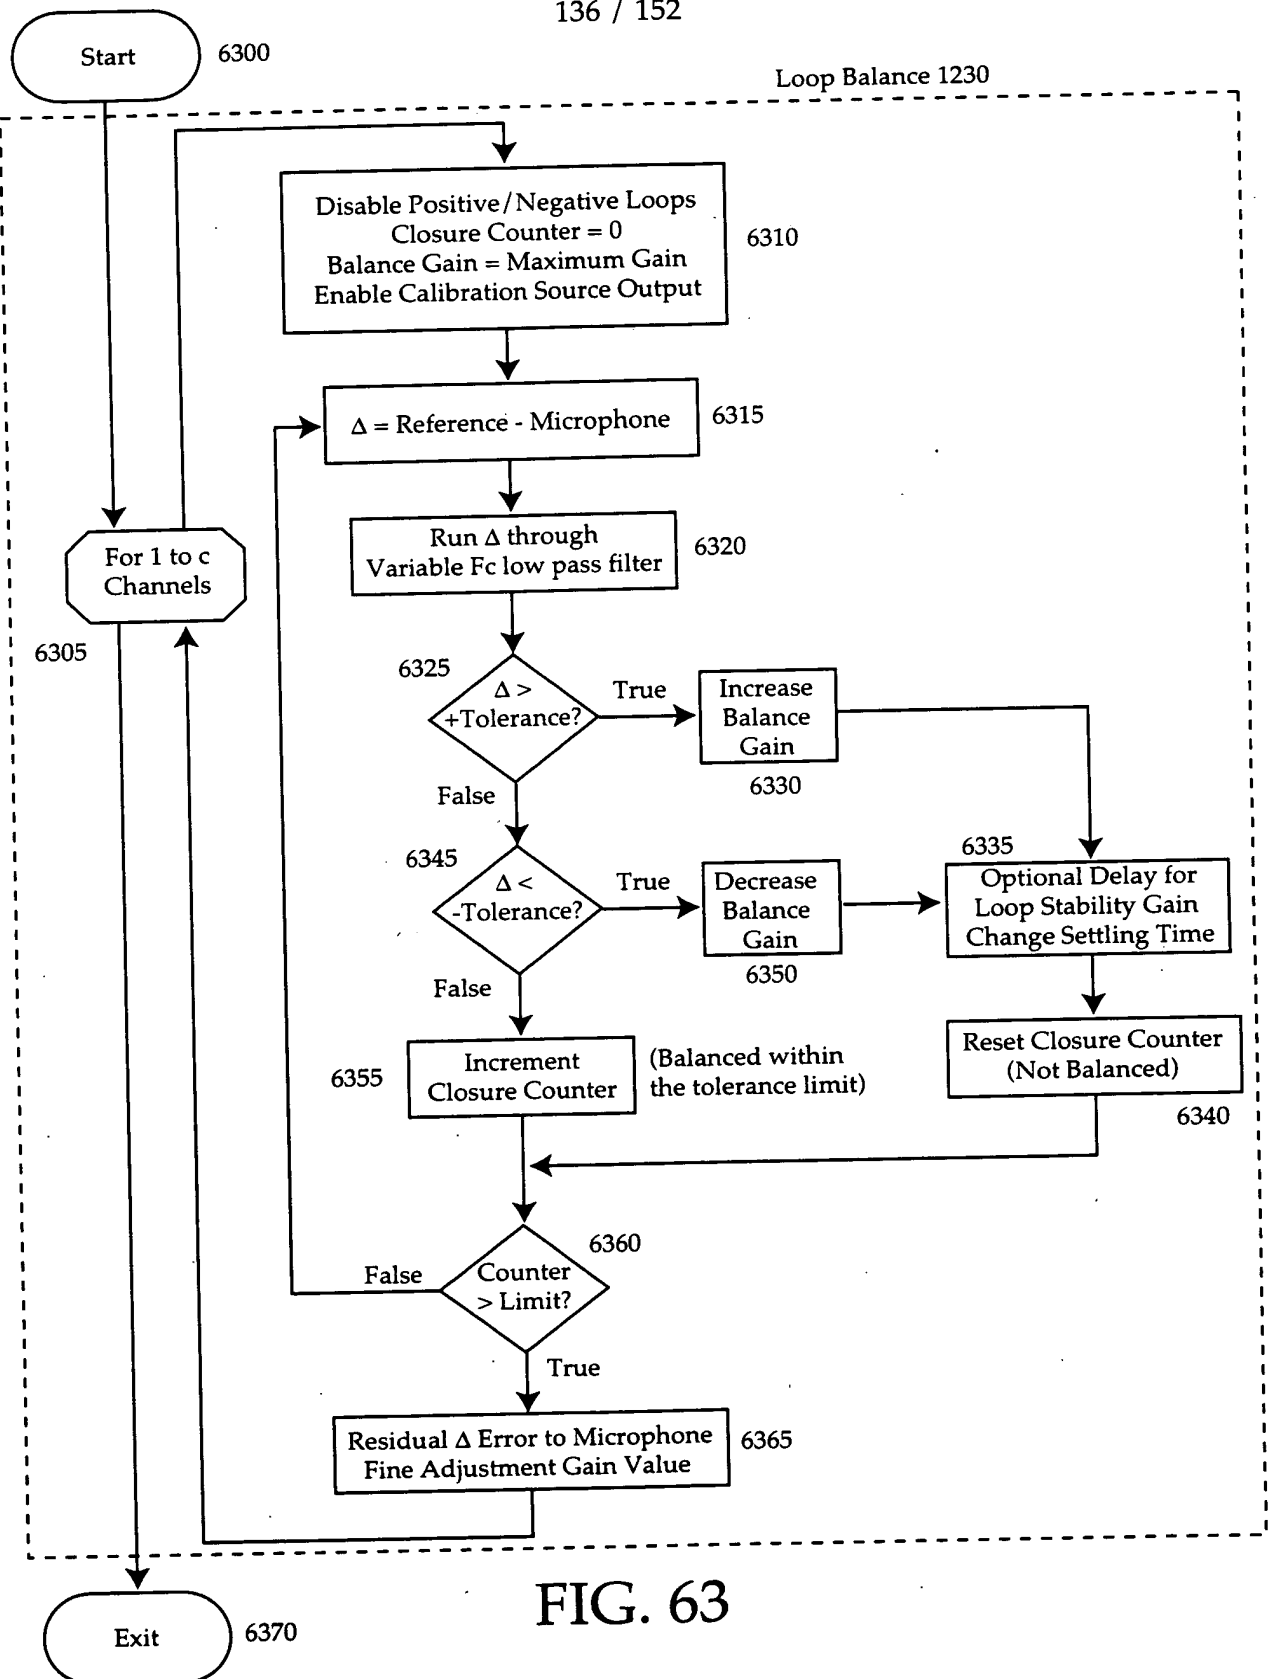 136 / 152
Start
6300
Loop Balance 1230
Disable Positive/Negative Loops
Closure Counter = 0
Balance Gain = Maximum Gain
Enable Calibration Source Output
6310
Δ = Reference - Microphone
6315
For 1 to c
Channels
6305
Run Δ through
Variable Fc low pass filter
6320
6325
Δ >
+Tolerance?
True
Increase
Balance
Gain
6330
False
6345
Δ <
-Tolerance?
True
Decrease
Balance
Gain
6350
6335
Optional Delay for
Loop Stability Gain
Change Settling Time
False
6355
Increment
Closure Counter
(Balanced within
the tolerance limit)
Reset Closure Counter
(Not Balanced)
6340
6360
Counter
> Limit?
False
True
Residual Δ Error to Microphone
Fine Adjustment Gain Value
6365
Exit
6370
FIG. 63